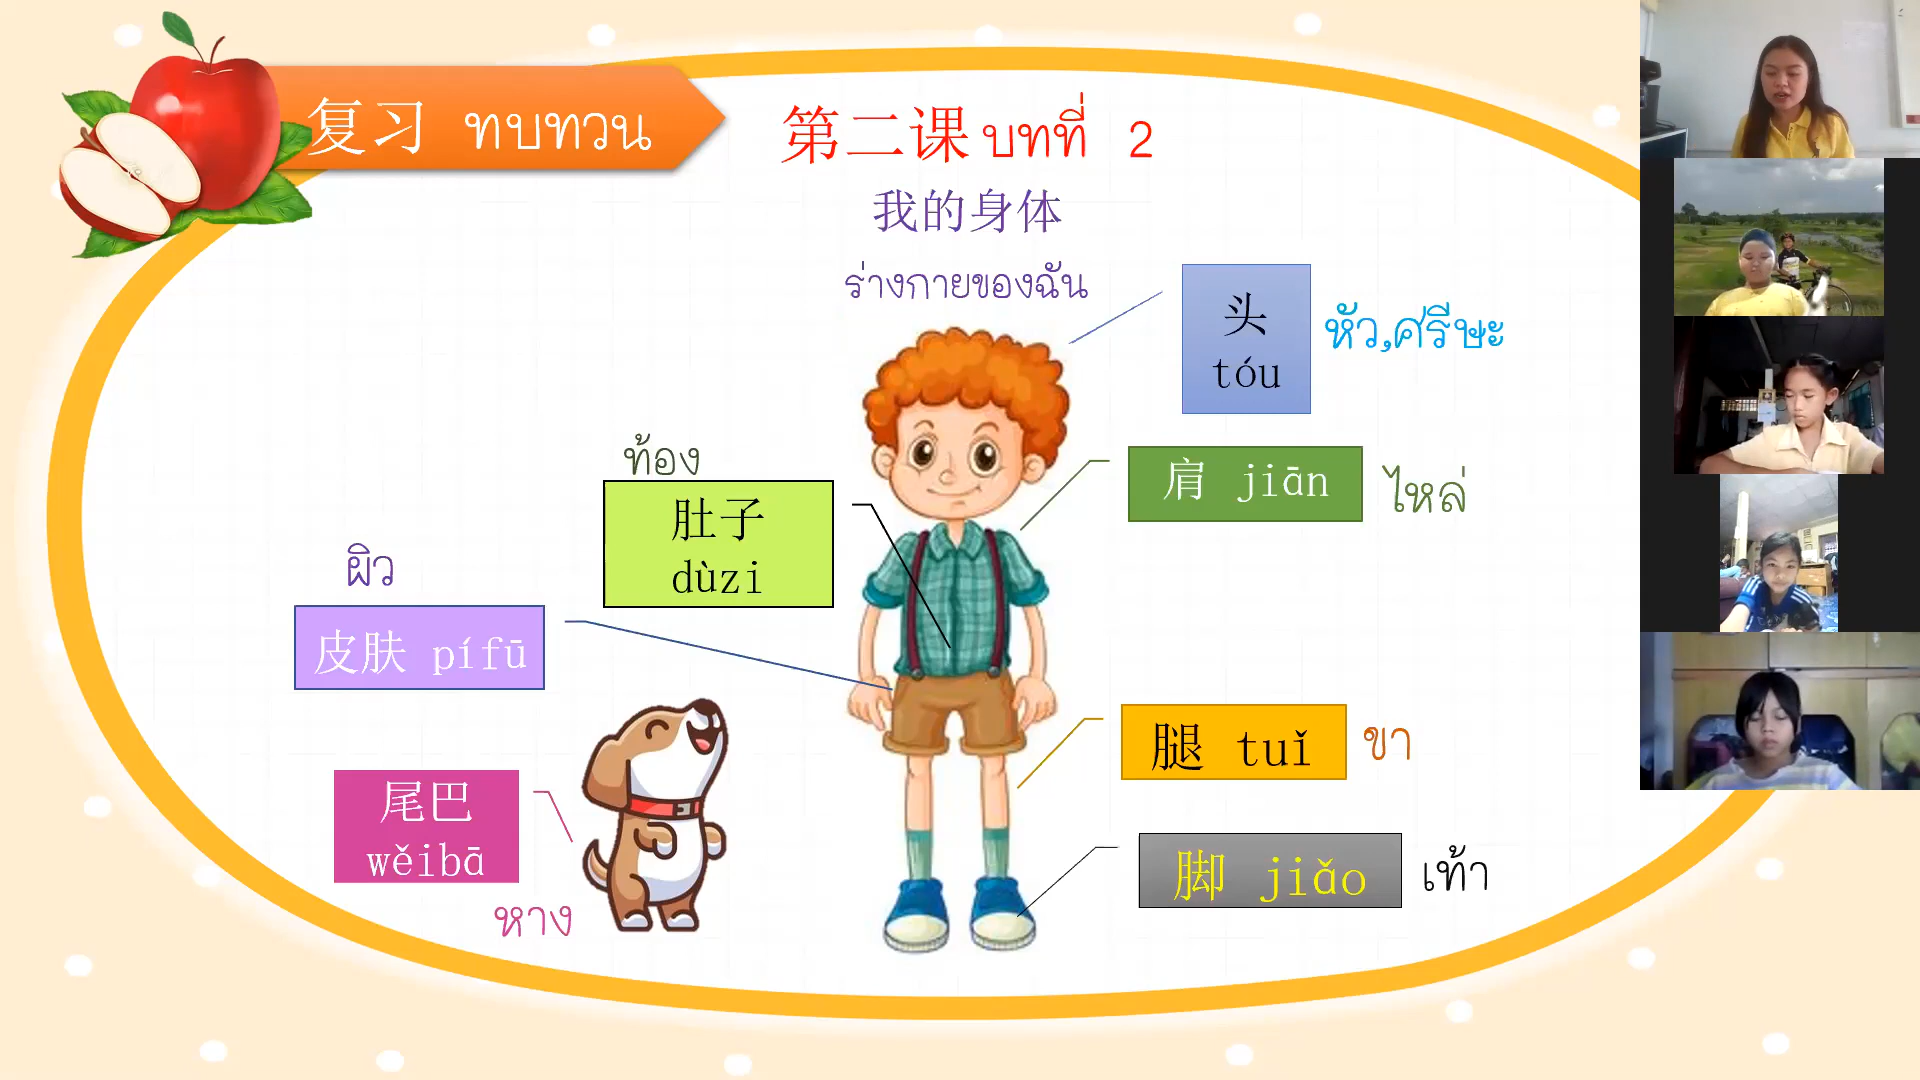 复习 ทบทวน
第二课 บทที่ 2
我的身体
ร่างกายของฉัน
头
tóu
หัว,ศรีษะ
肩 jiān
ไหล่
ท้อง
肚子
dùzi
ผิว
皮肤 pífū
腿 tuǐ
ขา
尾巴
wěibā
หาง
脚 jiǎo
เท้า